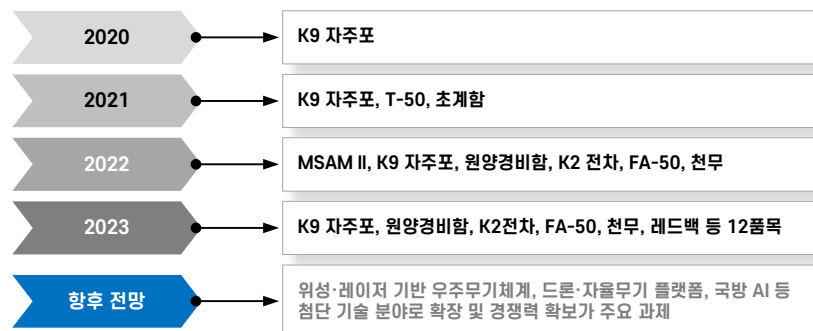 2020
K9 자주포
2021
K9 자주포, T-50, 초계함
2022
MSAM II, K9 자주포, 원양경비함, K2 전차, FA-50, 천무
2023
K9 자주포, 원양경비함, K2전차, FA-50, 천무, 레드백 등 12품목
향후 전망
위성·레이저 기반 우주무기체계, 드론·자율무기 플랫폼, 국방 AI 등
첨단 기술 분야로 확장 및 경쟁력 확보가 주요 과제